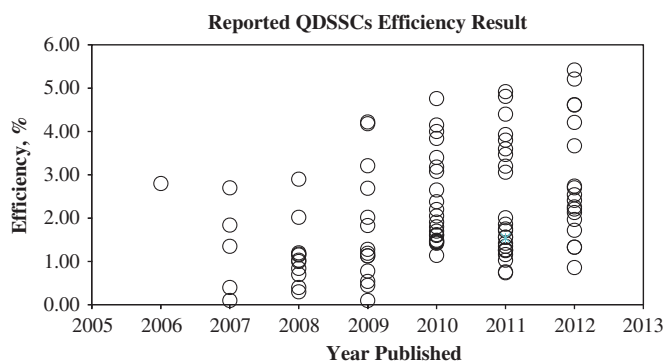 Reported QDSSCs Efficiency Result
6.00
5.00
4.00
3.00
2.00
1.00
0.00
Efficiency, %
2005 2006 2007 2008 2009 2010 2011 2012 2013
Year Published